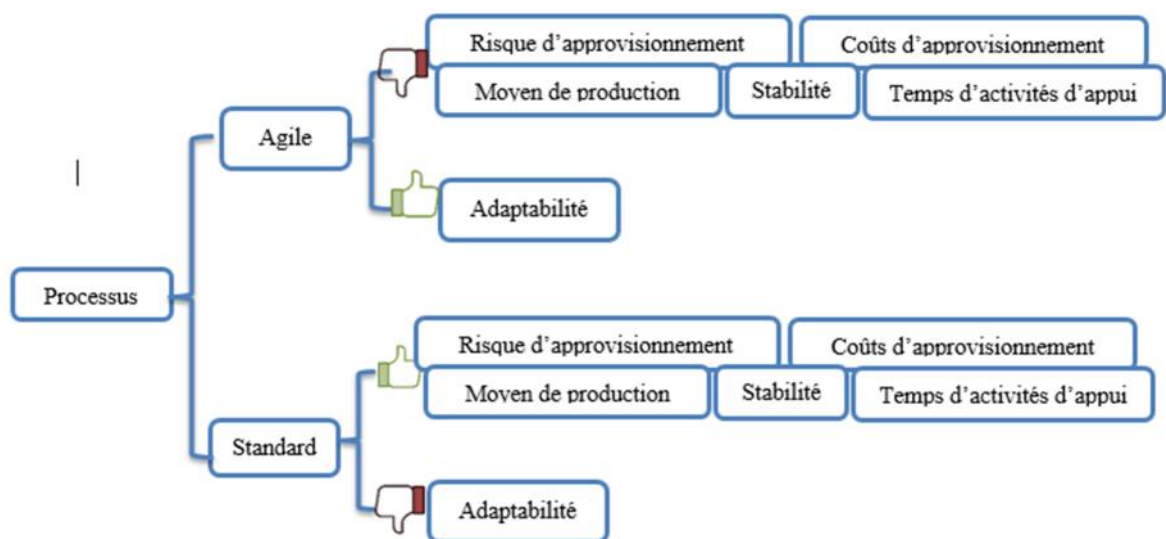 Risque d'approvisionnement Coûts d'approvisionnement
Moyen de production Stabilité Temps d'activités d'appui
Agile
Adaptabilité
Processus
Risque d'approvisionnement Coûts d'approvisionnement
Moyen de production Stabilité Temps d'activités d'appui
Standard
Adaptabilité